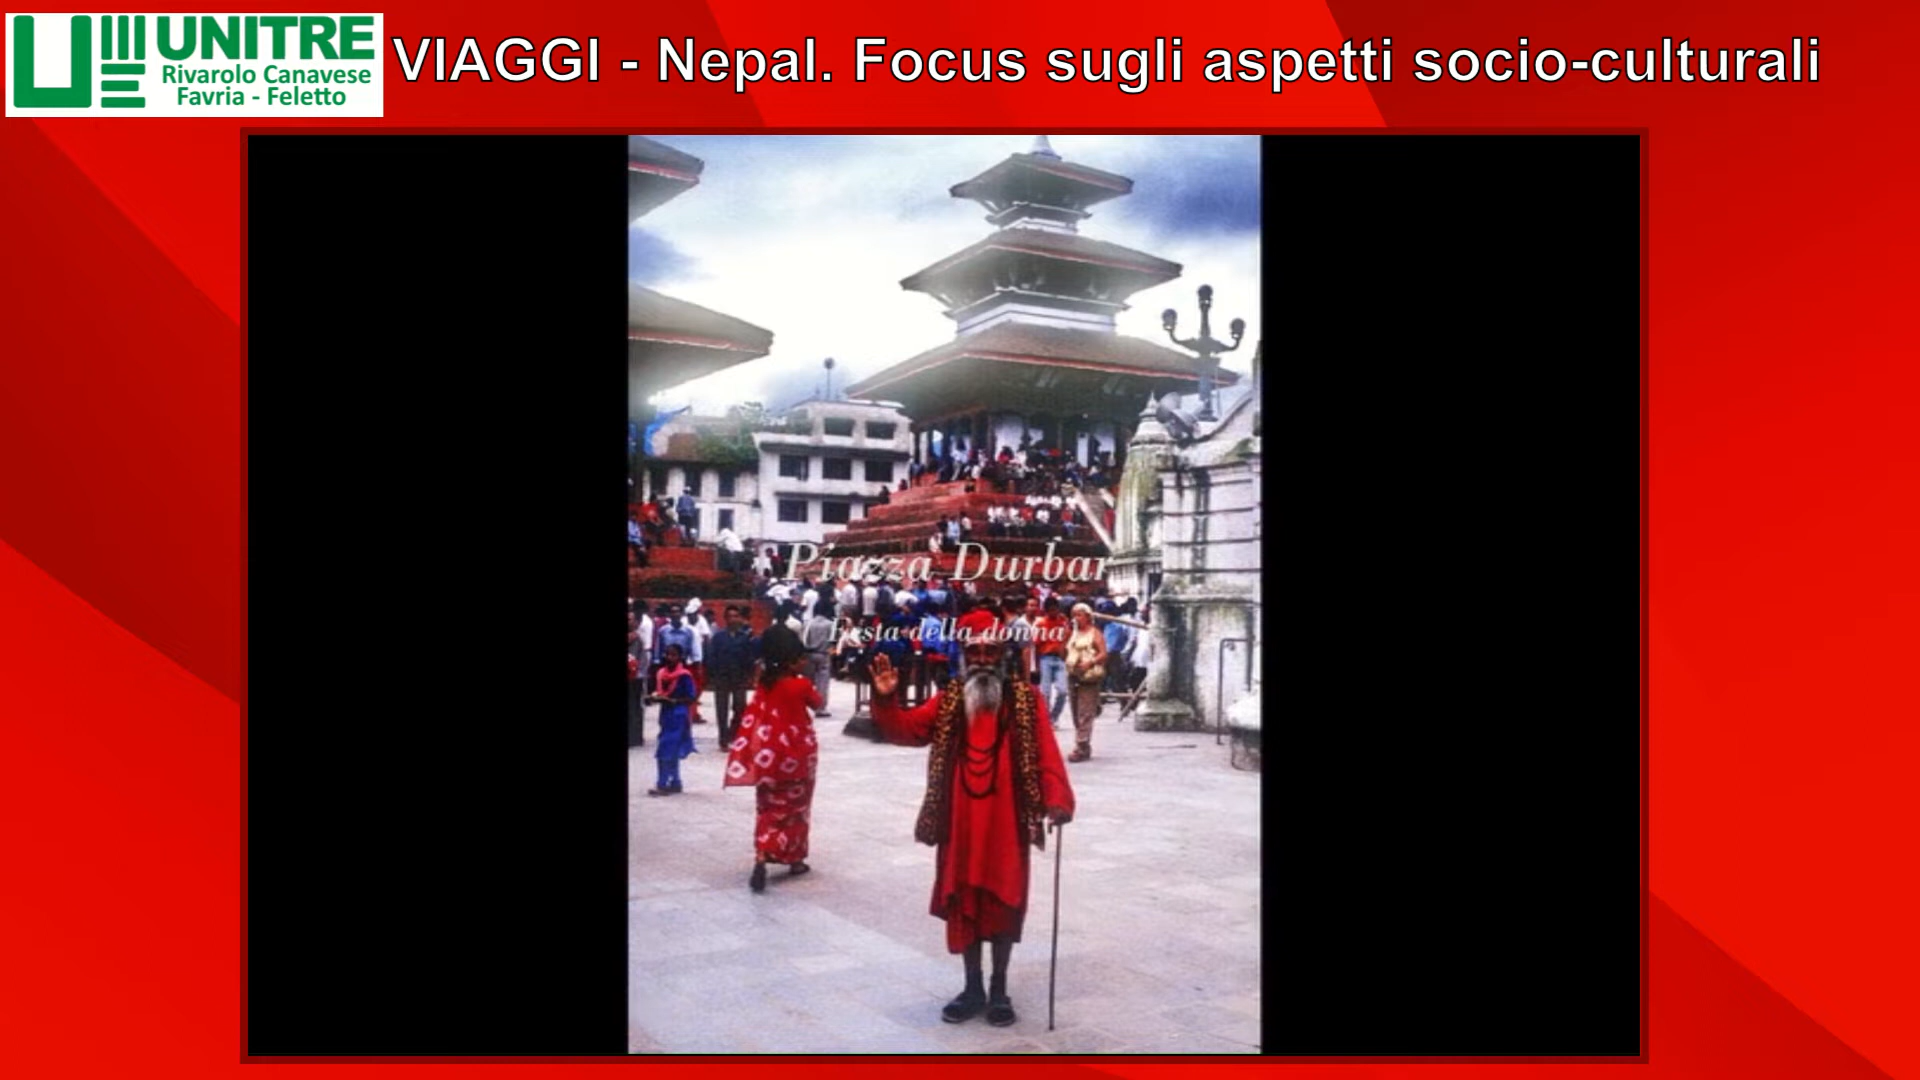 UNITRE
Rivarolo Canavese
Favria - Feletto
VIAGGI - Nepal. Focus sugli aspetti socio-culturali
Piazza Durbar
( Festa della donna)